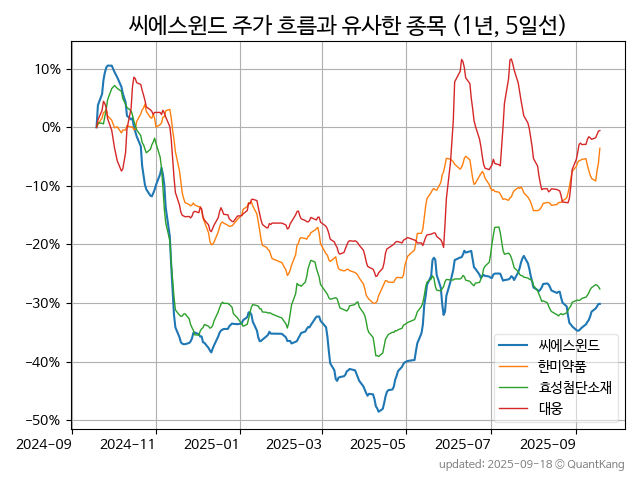 씨에스윈드 주가 흐름과 유사한 종목 (1년, 5일선)
10%
0%
−10%
−20%
−30%
−40%
−50%
씨에스윈드
한미약품
효성첨단소재
대웅
2024-09
2024-11
2025-01
2025-03
2025-05
2025-07
2025-09
updated: 2025-09-18 © QuantKang